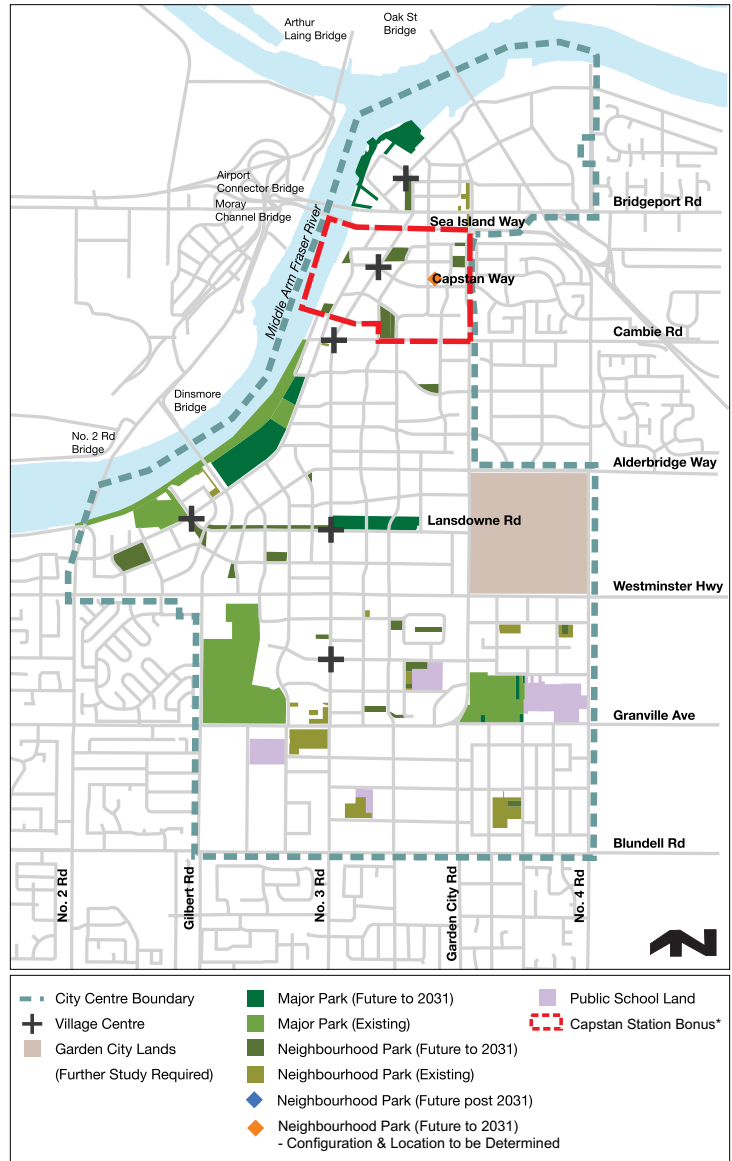 Arthur
Laing Bridge
Oak St
Bridge
Airport
Connector Bridge
Moray
Channel Bridge
Bridgeport Rd
Sea Island Way
Middle Arm Fraser River
Capstan Way
Cambie Rd
Dinsmore
Bridge
No. 2 Rd
Bridge
Alderbridge Way
Lansdowne Rd
Westminster Hwy
Granville Ave
Blundell Rd
No. 2 Rd
Gilbert Rd
No. 3 Rd
Garden City Rd
No. 4 Rd
N
City Centre Boundary
Village Centre
Garden City Lands
(Further Study Required)
Major Park (Future to 2031)
Major Park (Existing)
Neighbourhood Park (Future to 2031)
Neighbourhood Park (Existing)
Neighbourhood Park (Future post 2031)
Neighbourhood Park (Future to 2031)
- Configuration & Location to be Determined
Public School Land
Capstan Station Bonus*